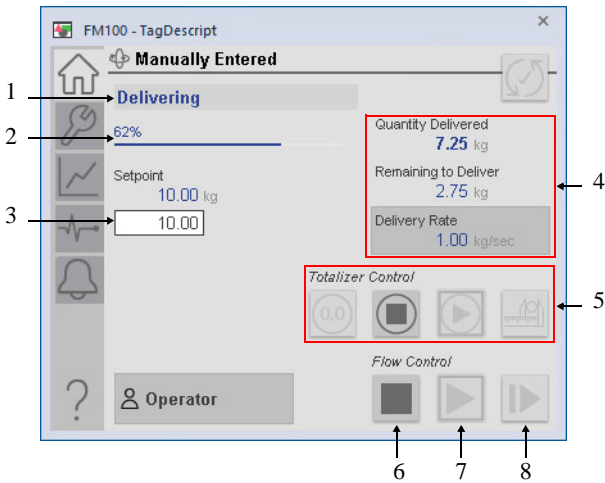 FM100 - TagDescript
×
Manually Entered
1
Delivering
2
62%
Quantity Delivered
7.25 kg
Setpoint
Remaining to Deliver
4
10.00 kg
2.75 kg
3
10.00
Delivery Rate
1.00 kg/sec
Totalizer Control
0.0
5
Flow Control
?
Operator
6
7
8